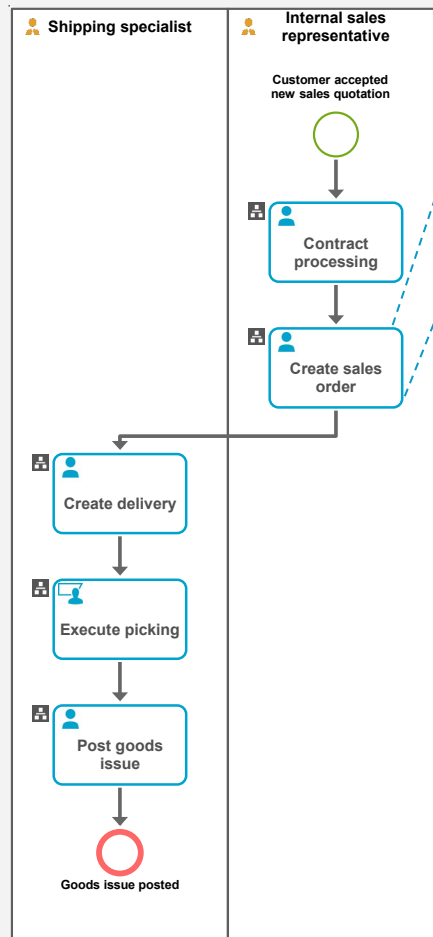 Shipping specialist
Internal sales
representative
Customer accepted
new sales quotation
Contract
processing
Create sales
order
Create delivery
Execute picking
Post goods
issue
Goods issue posted